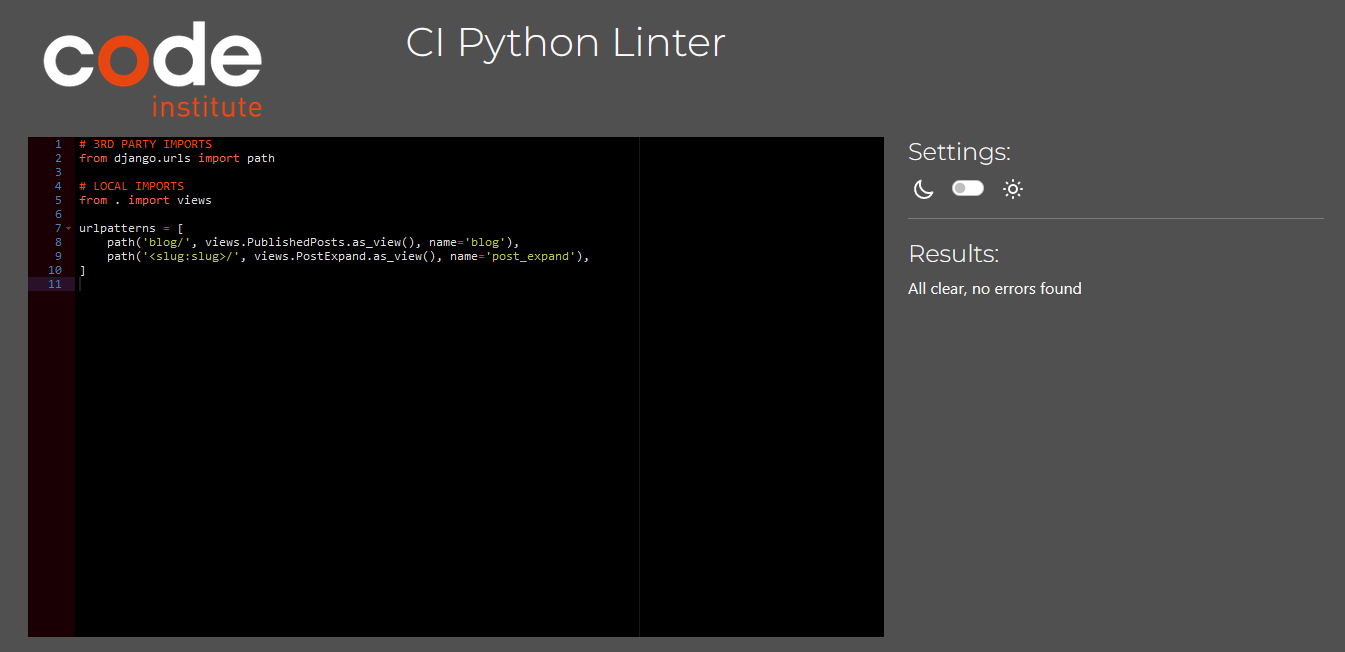 code
institute
CI Python Linter
1 # 3RD PARTY IMPORTS
2 from django.urls import path
3
4 # LOCAL IMPORTS
5 from . import views
6
7 urlpatterns = [
8     path('blog/', views.PublishedPosts.as_view(), name='blog'),
9     path('<slug:slug>/', views.PostExpand.as_view(), name='post_expand'),
10 ]
11
Settings:
Results:
All clear, no errors found